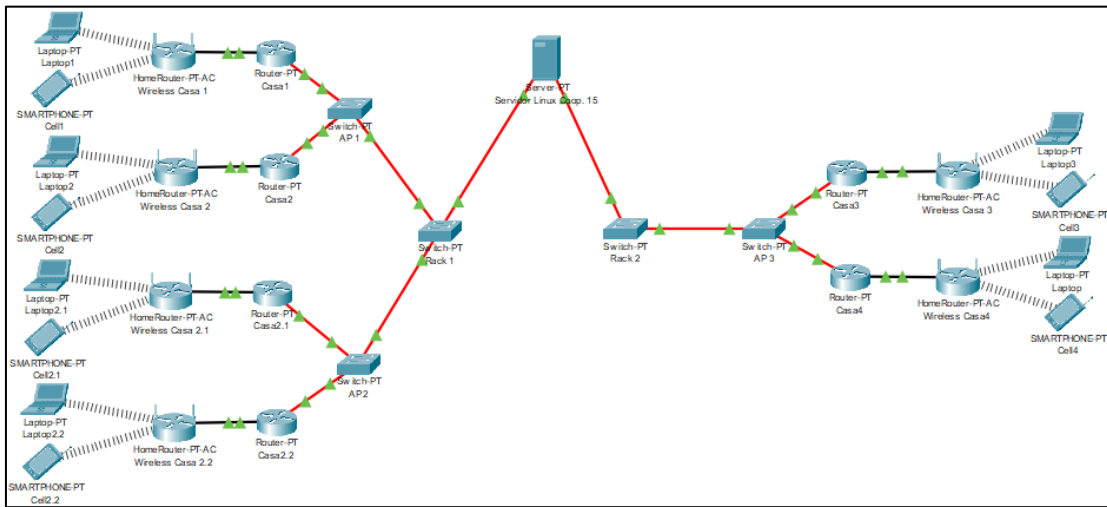 Laptop-PT
Laptop1
HomeRouter-PT-AC
Wireless Casa 1
Router-PT
Casa1
SMARTPHONE-PT
Cell1
Switch-PT
AP 1
Laptop-PT
Laptop2
HomeRouter-PT-AC
Wireless Casa 2
Router-PT
Casa2
SMARTPHONE-PT
Cell2
Switch-PT
Rack 1
Laptop-PT
Laptop2.1
HomeRouter-PT-AC
Wireless Casa 2.1
Router-PT
Casa2.1
SMARTPHONE-PT
Cell2.1
Switch-PT
AP2
Laptop-PT
Laptop2.2
HomeRouter-PT-AC
Wireless Casa 2.2
Router-PT
Casa2.2
SMARTPHONE-PT
Cell2.2
Server-PT
Servidor Linux Coop. 15
Switch-PT
Rack 2
Switch-PT
AP 3
Router-PT
Casa3
HomeRouter-PT-AC
Wireless Casa 3
Laptop-PT
Laptop3
SMARTPHONE-PT
Cell3
Router-PT
Casa4
HomeRouter-PT-AC
Wireless Casa4
Laptop-PT
Laptop
SMARTPHONE-PT
Cell4